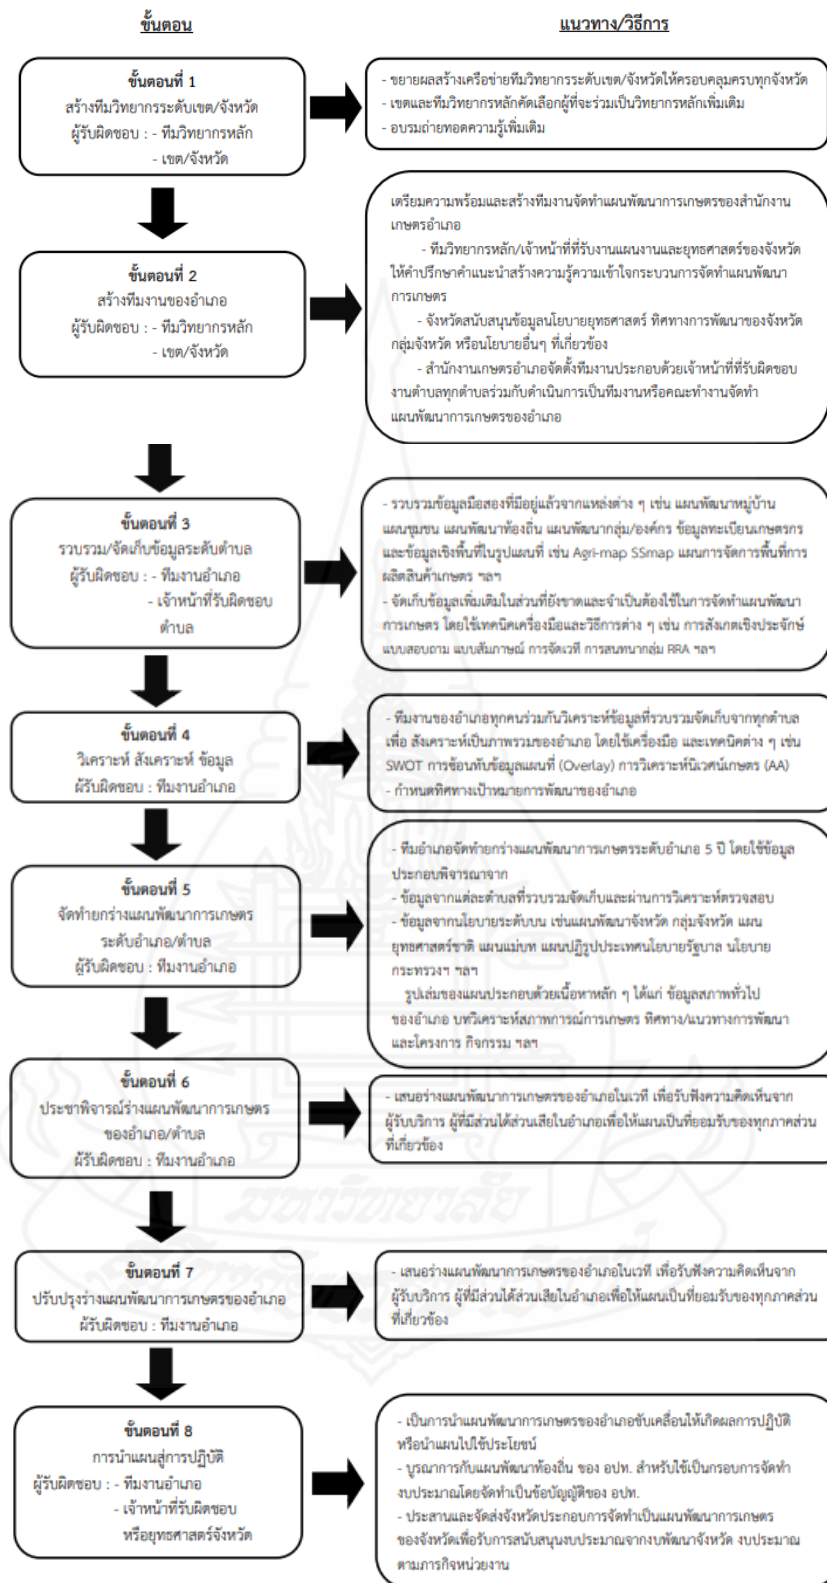 ขั้นตอน
แนวทาง/วิธีการ
ขั้นตอนที่ 1
สร้างทีมวิทยากรระดับเขต/จังหวัด
ผู้รับผิดชอบ : - ทีมวิทยากรหลัก
- เขต/จังหวัด
- ขยายผลสร้างเครือข่ายทีมวิทยากรระดับเขต/จังหวัดให้ครอบคลุมครบทุกจังหวัด
- เขตและทีมวิทยากรหลักคัดเลือกผู้ที่จะร่วมเป็นวิทยากรหลักเพิ่มเติม
- อบรมถ่ายทอดความรู้เพิ่มเติม
ขั้นตอนที่ 2
สร้างทีมงานของอำเภอ
ผู้รับผิดชอบ : - ทีมวิทยากรหลัก
- เขต/จังหวัด
เตรียมความพร้อมและสร้างทีมงานจัดทำแผนพัฒนาการเกษตรของสำนักงาน
เกษตรอำเภอ
- ทีมวิทยากรหลัก/เจ้าหน้าที่ที่รับงานแผนงานและยุทธศาสตร์ของจังหวัด
ให้คำปรึกษาคำแนะนำสร้างความรู้ความเข้าใจกระบวนการจัดทำแผนพัฒนา
การเกษตร
- จังหวัดสนับสนุนข้อมูลนโยบายยุทธศาสตร์ ทิศทางการพัฒนาของจังหวัด
กลุ่มจังหวัด หรือนโยบายอื่นๆ ที่เกี่ยวข้อง
- สำนักงานเกษตรอำเภอจัดตั้งทีมงานประกอบด้วยเจ้าหน้าที่ที่รับผิดชอบ
งานตำบลทุกตำบลร่วมกับดำเนินการเป็นทีมงานหรือคณะทำงานจัดทำ
แผนพัฒนาการเกษตรของอำเภอ
ขั้นตอนที่ 3
รวบรวม/จัดเก็บข้อมูลระดับตำบล
ผู้รับผิดชอบ : - ทีมงานอำเภอ
- เจ้าหน้าที่รับผิดชอบ
ตำบล
- รวบรวมข้อมูลมือสองที่มีอยู่แล้วจากแหล่งต่าง ๆ เช่น แผนพัฒนาหมู่บ้าน
แผนชุมชน แผนพัฒนาท้องถิ่น แผนพัฒนากลุ่ม/องค์กร ข้อมูลทะเบียนเกษตรกร
และข้อมูลเชิงพื้นที่ในรูปแผนที่ เช่น Agri-map SSmap แผนการจัดการพื้นที่การ
ผลิตสินค้าเกษตร ฯลฯ
- จัดเก็บข้อมูลเพิ่มเติมในส่วนที่ยังขาดและจำเป็นต้องใช้ในการจัดทำแผนพัฒนา
การเกษตร โดยใช้เทคนิคเครื่องมือและวิธีการต่าง ๆ เช่น การสังเกตเชิงประจักษ์
แบบสอบถาม แบบสัมภาษณ์ การจัดเวที การสนทนากลุ่ม RRA ฯลฯ
ขั้นตอนที่ 4
วิเคราะห์ สังเคราะห์ ข้อมูล
ผู้รับผิดชอบ : ทีมงานอำเภอ
- ทีมงานของอำเภอทุกคนร่วมกันวิเคราะห์ข้อมูลที่รวบรวมจัดเก็บจากทุกตำบล
เพื่อ สังเคราะห์เป็นภาพรวมของอำเภอ โดยใช้เครื่องมือ และเทคนิคต่าง ๆ เช่น
SWOT การซ้อนทับข้อมูลแผนที่ (Overlay) การวิเคราะห์นิเวศน์เกษตร (AA)
- กำหนดทิศทางเป้าหมายการพัฒนาของอำเภอ
ขั้นตอนที่ 5
จัดทำยกร่างแผนพัฒนาการเกษตร
ระดับอำเภอ/ตำบล
ผู้รับผิดชอบ : ทีมงานอำเภอ
- ทีมอำเภอจัดทำยกร่างแผนพัฒนาการเกษตรระดับอำเภอ 5 ปี โดยใช้ข้อมูล
ประกอบพิจารณาจาก
- ข้อมูลจากแต่ละตำบลที่รวบรวมจัดเก็บและผ่านการวิเคราะห์ตรวจสอบ
- ข้อมูลจากนโยบายระดับบน เช่นแผนพัฒนาจังหวัด กลุ่มจังหวัด แผน
ยุทธศาสตร์ชาติ แผนแม่บท แผนปฏิรูปประเทศนโยบายรัฐบาล นโยบาย
กระทรวงฯ ฯลฯ
รูปเล่มของแผนประกอบด้วยเนื้อหาหลัก ๆ ได้แก่ ข้อมูลสภาพทั่วไป
ของอำเภอ บทวิเคราะห์สภาพการณ์การเกษตร ทิศทาง/แนวทางการพัฒนา
และโครงการ กิจกรรม ฯลฯ
ขั้นตอนที่ 6
ประชาพิจารณ์ร่างแผนพัฒนาการเกษตร
ของอำเภอ/ตำบล
ผู้รับผิดชอบ : ทีมงานอำเภอ
- เสนอร่างแผนพัฒนาการเกษตรของอำเภอในเวที เพื่อรับฟังความคิดเห็นจาก
ผู้รับบริการ ผู้ที่มีส่วนได้ส่วนเสียในอำเภอเพื่อให้แผนเป็นที่ยอมรับของทุกภาคส่วน
ที่เกี่ยวข้อง
มหาวิทยาลัย
ขั้นตอนที่ 7
ปรับปรุงร่างแผนพัฒนาการเกษตรของอำเภอ
ผู้รับผิดชอบ : ทีมงานอำเภอ
- เสนอร่างแผนพัฒนาการเกษตรของอำเภอในเวที เพื่อรับฟังความคิดเห็นจาก
ผู้รับบริการ ผู้ที่มีส่วนได้ส่วนเสียในอำเภอเพื่อให้แผนเป็นที่ยอมรับของทุกภาคส่วน
ที่เกี่ยวข้อง
ขั้นตอนที่ 8
การนำแผนสู่การปฏิบัติ
ผู้รับผิดชอบ : - ทีมงานอำเภอ
- เจ้าหน้าที่รับผิดชอบ
หรือยุทธศาสตร์จังหวัด
- เป็นการนำแผนพัฒนาการเกษตรของอำเภอขับเคลื่อนให้เกิดผลการปฏิบัติ
หรือนำแผนไปใช้ประโยชน์
- บูรณาการกับแผนพัฒนาท้องถิ่น ของ อปท. สำหรับใช้เป็นกรอบการจัดทำ
งบประมาณโดยจัดทำเป็นข้อบัญญัติของ อปท.
- ประสานและจัดส่งจังหวัดประกอบการจัดทำเป็นแผนพัฒนาการเกษตร
ของจังหวัดเพื่อรับการสนับสนุนงบประมาณจากงบพัฒนาจังหวัด งบประมาณ
ตามภารกิจหน่วยงาน